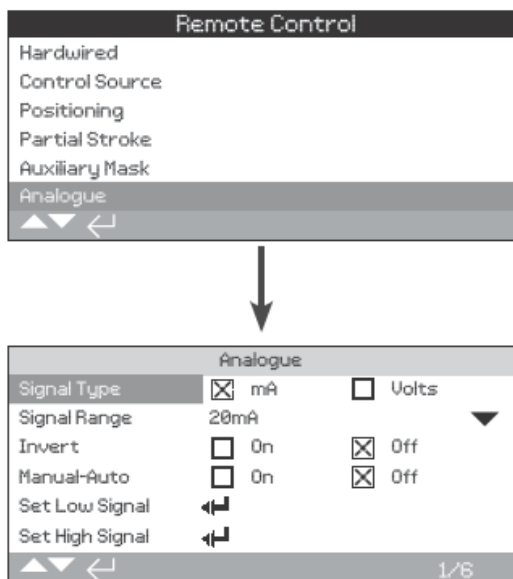 Remote Control
Hardwired
Control Source
Positioning
Partial Stroke
Auxiliary Mask
Analogue
Analogue
Signal Type mA Volts
Signal Range 20mA
Invert On Off
Manual-Auto On Off
Set Low Signal
Set High Signal
1/6